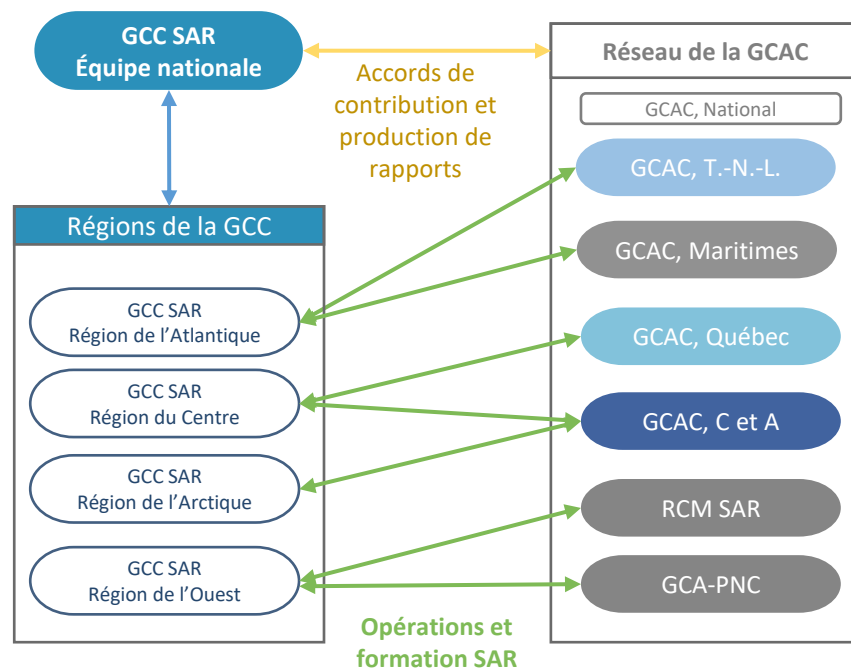 GCC SAR
Équipe nationale
Accords de
contribution et
production de
rapports
Régions de la GCC
GCC SAR
Région de l’Atlantique
GCC SAR
Région du Centre
GCC SAR
Région de l’Arctique
GCC SAR
Région de l’Ouest
Opérations et
formation SAR
Réseau de la GCAC
GCAC, National
GCAC, T.-N.-L.
GCAC, Maritimes
GCAC, Québec
GCAC, C et A
RCM SAR
GCA-PNC